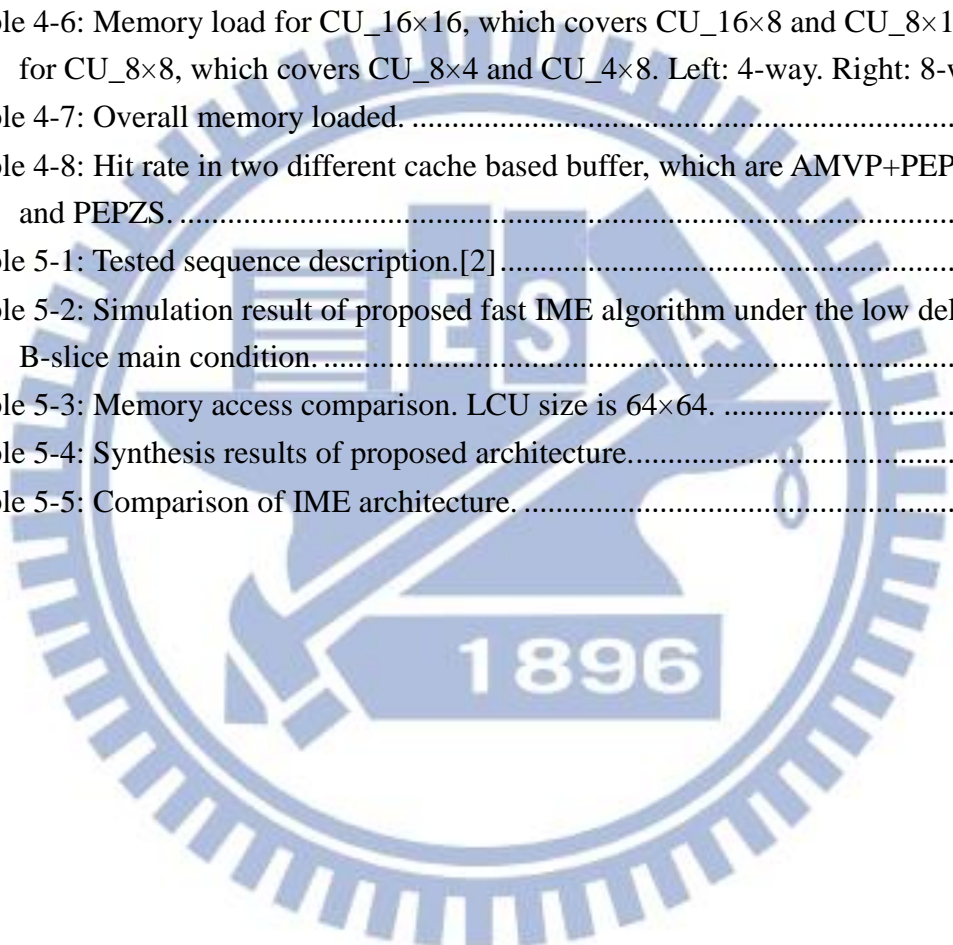 ble 4-6: Memory load for CU_16×16, which covers CU_16×8 and CU_8×1
for CU_8×8, which covers CU_8×4 and CU_4×8. Left: 4-way. Right: 8-w
ble 4-7: Overall memory loaded. ........................................................................
ble 4-8: Hit rate in two different cache based buffer, which are AMVP+PEP
and PEPZS. ........................................................................
ble 5-1: Tested sequence description.[2] ............................................................
ble 5-2: Simulation result of proposed fast IME algorithm under the low del
B-slice main condition. ........................................................................
ble 5-3: Memory access comparison. LCU size is 64×64. ..............................
ble 5-4: Synthesis results of proposed architecture. ..........................................
ble 5-5: Comparison of IME architecture. ........................................................
ESA
1896